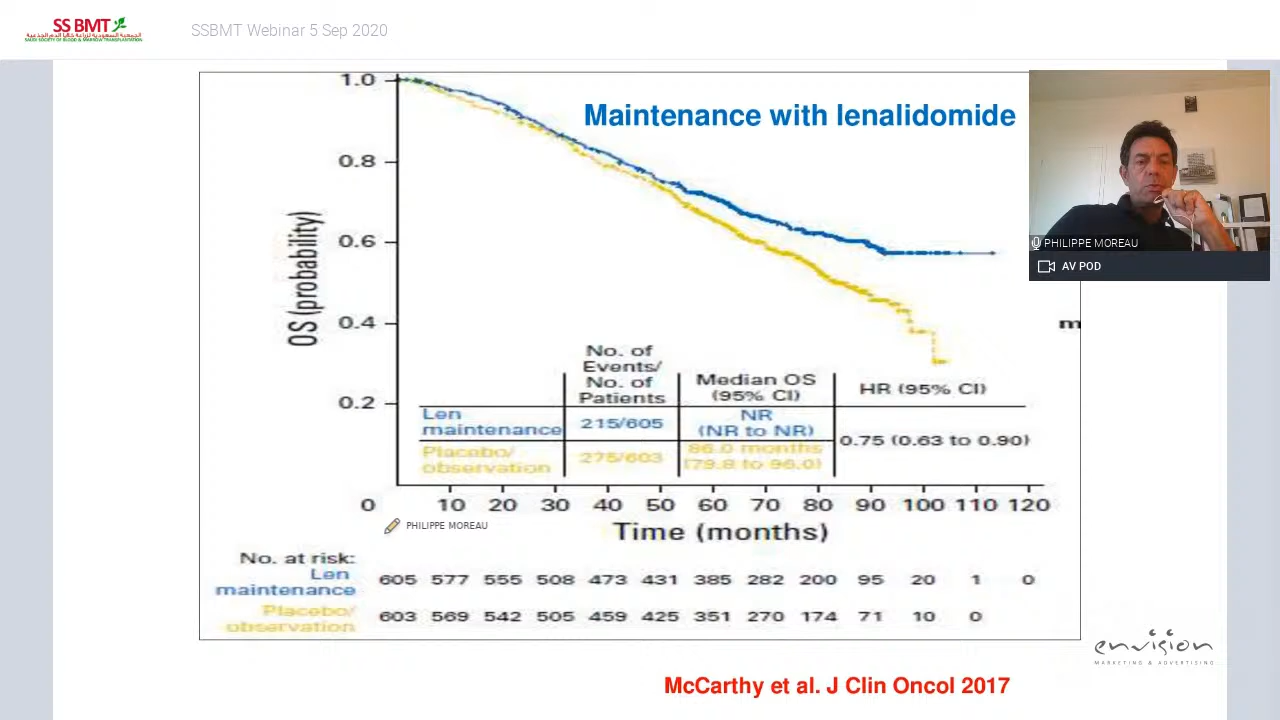 SS BMT
SAUDI SOCIETY OF BLOOD & MARROW TRANSPLANTATION
SSBMT Webinar 5 Sep 2020
Maintenance with lenalidomide
PHILIPPE MOREAU
AV POD
OS (probability)
1.0
0.8
0.6
0.4
0.2
m
No. of
Events/
No. of
Patients
Median OS
(95% CI)
HR (95% CI)
Len
maintenance
215/605
NR
(NR to NR)
0.75 (0.63 to 0.90)
Placebo/
observation
275/603
86.0 months
(79.8 to 96.0)
0 10 20 30 40 50 60 70 80 90 100 110 120
PHILIPPE MOREAU
Time (months)
No. at risk:
Len
maintenance
605 577 555 508 473 431 385 282 200 95 20 1 0
Placebo/
observation
603 569 542 505 459 425 351 270 174 71 10 0
envision
MARKETING & ADVERTISING
McCarthy et al. J Clin Oncol 2017